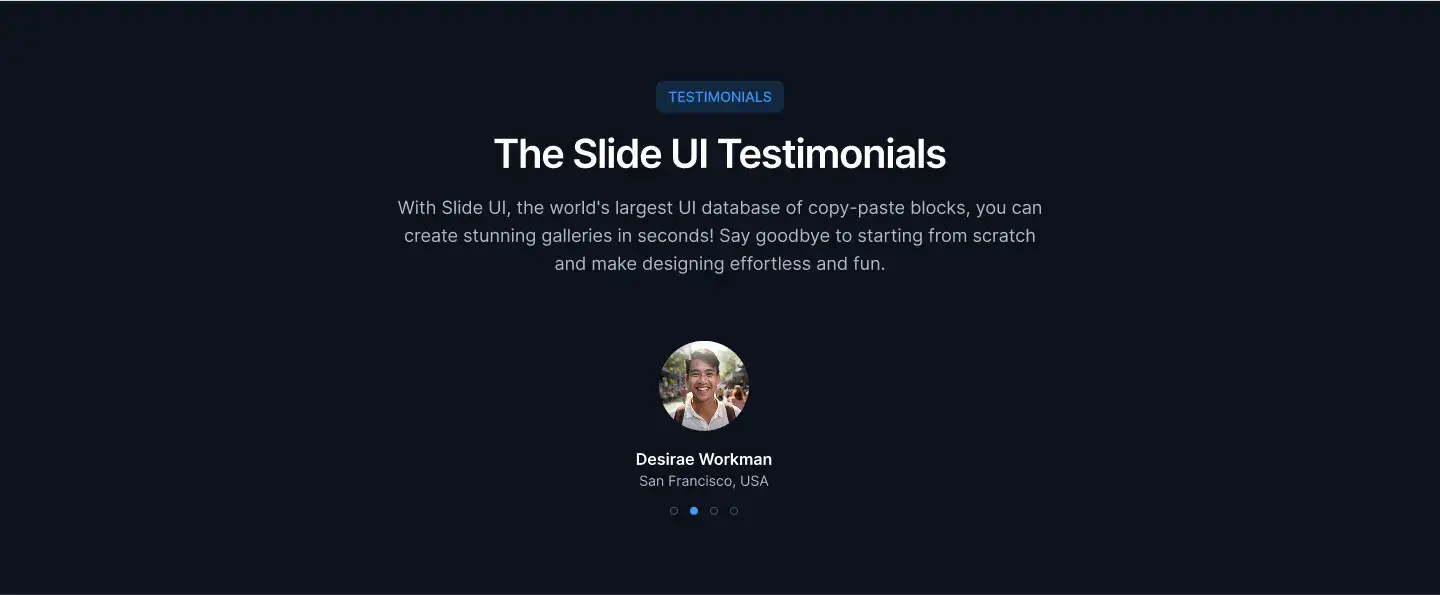 TESTIMONIALS
The Slide UI Testimonials
With Slide UI, the world's largest UI database of copy-paste blocks, you can
create stunning galleries in seconds! Say goodbye to starting from scratch
and make designing effortless and fun.
Desirae Workman
San Francisco, USA